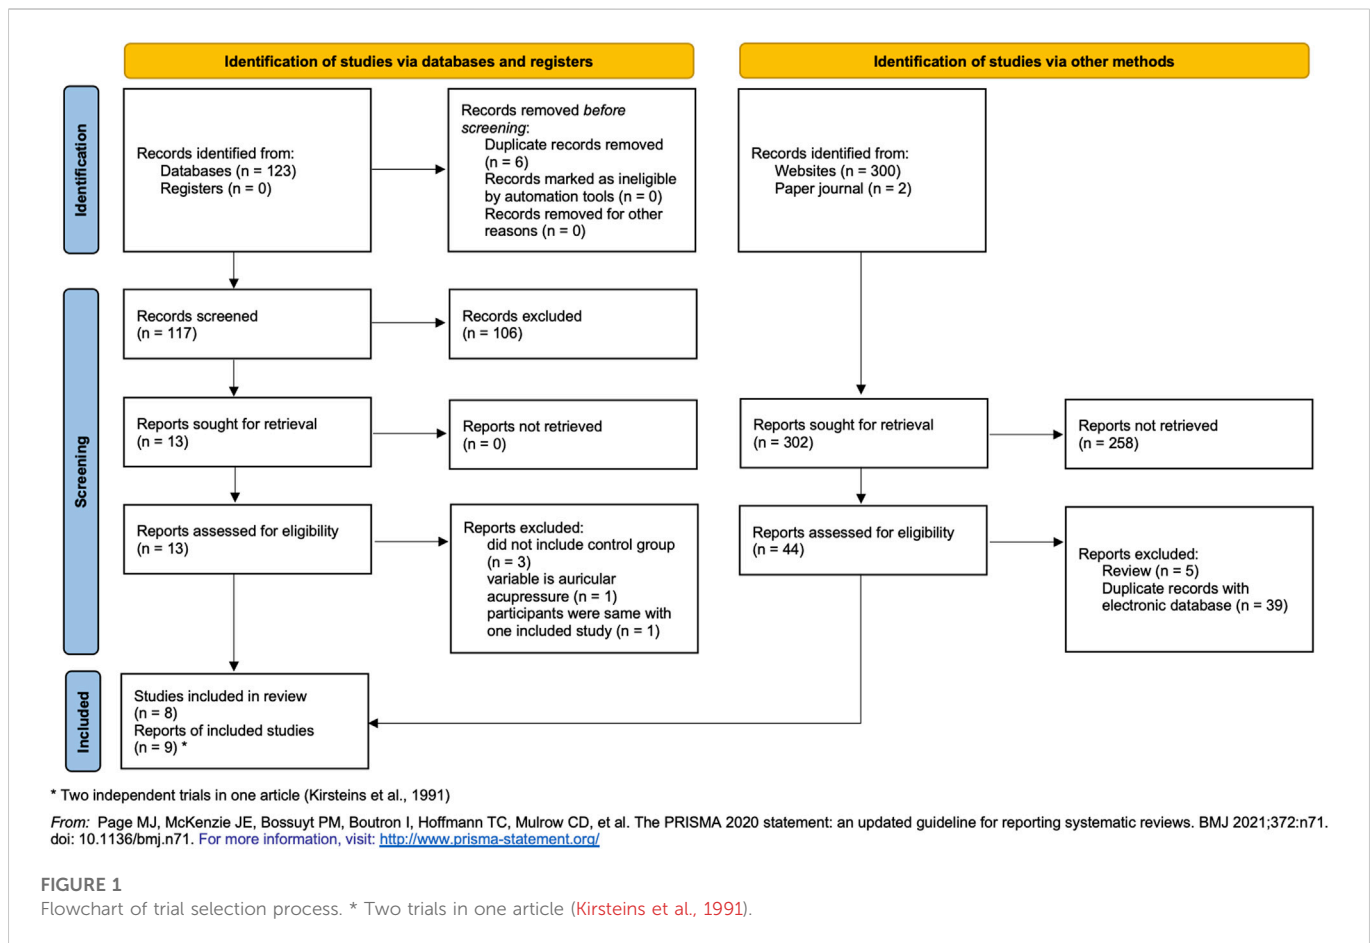 Identification of studies via databases and registers
Identification of studies via other methods
Identification
Records identified from:
Databases (n = 123)
Registers (n = 0)
Records removed before
screening:
Duplicate records removed
(n = 6)
Records marked as ineligible
by automation tools (n = 0)
Records removed for other
reasons (n = 0)
Records identified from:
Websites (n = 300)
Paper journal (n = 2)
Screening
Records screened
(n = 117)
Records excluded
(n = 106)
Reports sought for retrieval
(n = 13)
Reports not retrieved
(n = 0)
Reports sought for retrieval
(n = 302)
Reports not retrieved
(n = 258)
Reports assessed for eligibility
(n = 13)
Reports excluded:
did not include control group
(n = 3)
variable is auricular
acupressure (n = 1)
participants were same with
one included study (n = 1)
Reports assessed for eligibility
(n = 44)
Reports excluded:
Review (n = 5)
Duplicate records with
electronic database (n = 39)
Included
Studies included in review
(n = 8)
Reports of included studies
(n = 9) *
* Two independent trials in one article (Kirsteins et al., 1991)
From: Page MJ, McKenzie JE, Bossuyt PM, Boutron I, Hoffmann TC, Mulrow CD, et al. The PRISMA 2020 statement: an updated guideline for reporting systematic reviews. BMJ 2021;372:n71.
doi: 10.1136/bmj.n71. For more information, visit: http://www.prisma-statement.org/
FIGURE 1
Flowchart of trial selection process. * Two trials in one article (Kirsteins et al., 1991).